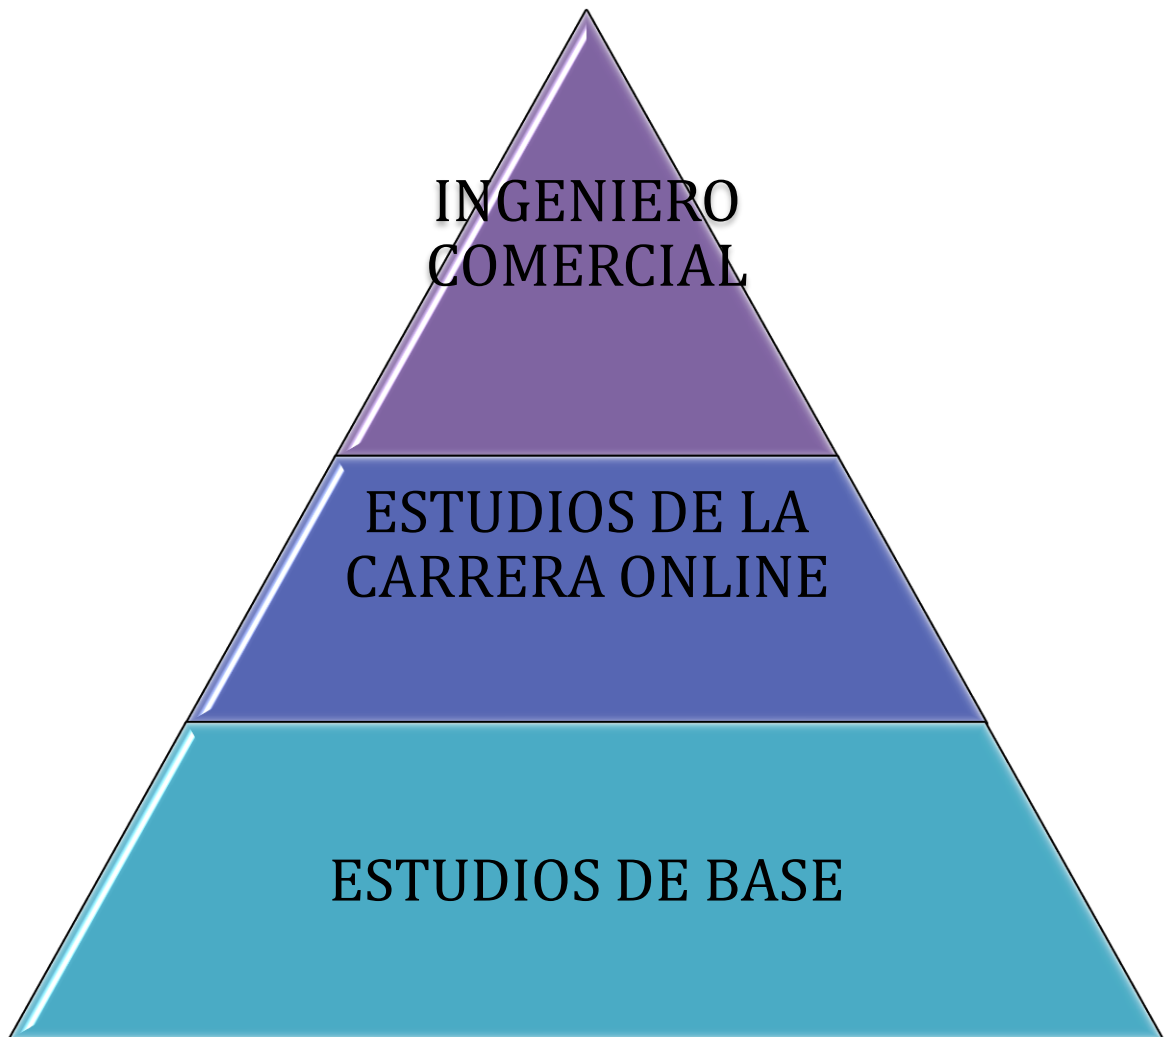 INGENIERO
COMERCIAL
ESTUDIOS DE LA
CARRERA ONLINE
ESTUDIOS DE BASE